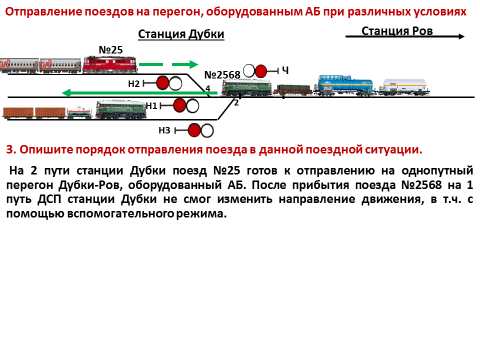 Отправление поездов на перегон, оборудованным АБ при различных условиях
Станция Дубки
Станция Ров
№25
№2568
Ч
Н2
4
2
Н1
Н3
3. Опишите порядок отправления поезда в данной поездной ситуации.
На 2 пути станции Дубки поезд №25 готов к отправлению на однопутный
перегон Дубки-Ров, оборудованный АБ. После прибытия поезда №2568 на 1
путь ДСП станции Дубки не смог изменить направление движения, в т.ч. с
помощью вспомогательного режима.